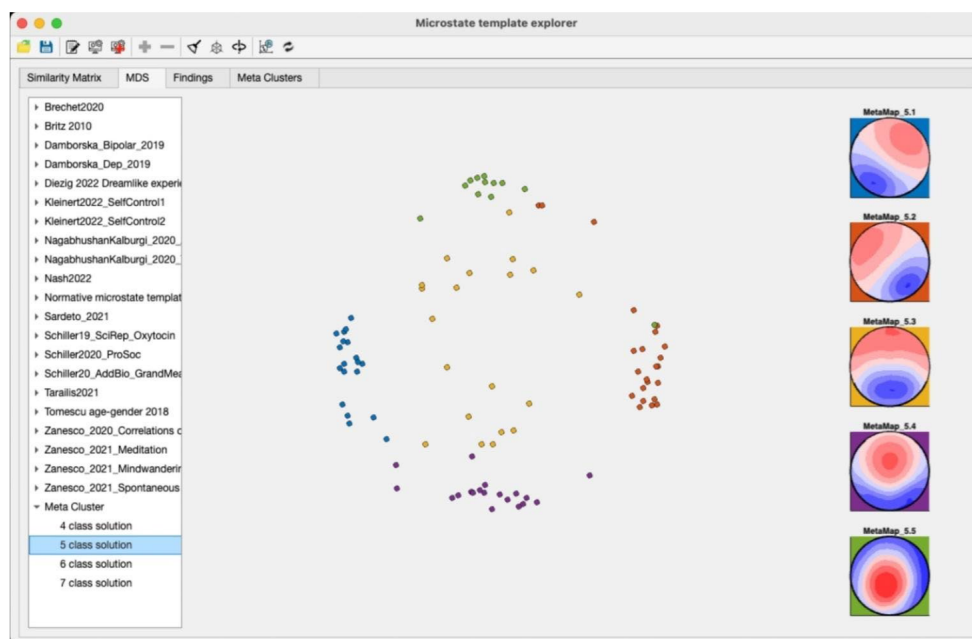 Microstate template explorer
Similarity Matrix MDS Findings Meta Clusters
Brechet2020
Britz 2010
Damborska_Bipolar_2019
Damborska_Dep_2019
Diezig 2022 Dreamlike experi
Kleinert2022_SelfControl1
Kleinert2022_SelfControl2
NagabhushanKalburgi_2020_
NagabhushanKalburgi_2020_
Nash2022
Normative microstate templat
Sardeto_2021
Schiller19_SciRep_Oxytocin
Schiller2020_ProSoc
Schiller20_AddBio_GrandMea
Tarailis2021
Tomescu age-gender 2018
Zanesco_2020_Correlations c
Zanesco_2021_Meditation
Zanesco_2021_Mindwanderin
Zanesco_2021_Spontaneous
Meta Cluster
4 class solution
5 class solution
6 class solution
7 class solution
MetaMap_5.1
MetaMap_5.2
MetaMap_5.3
MetaMap_5.4
MetaMap_5.5